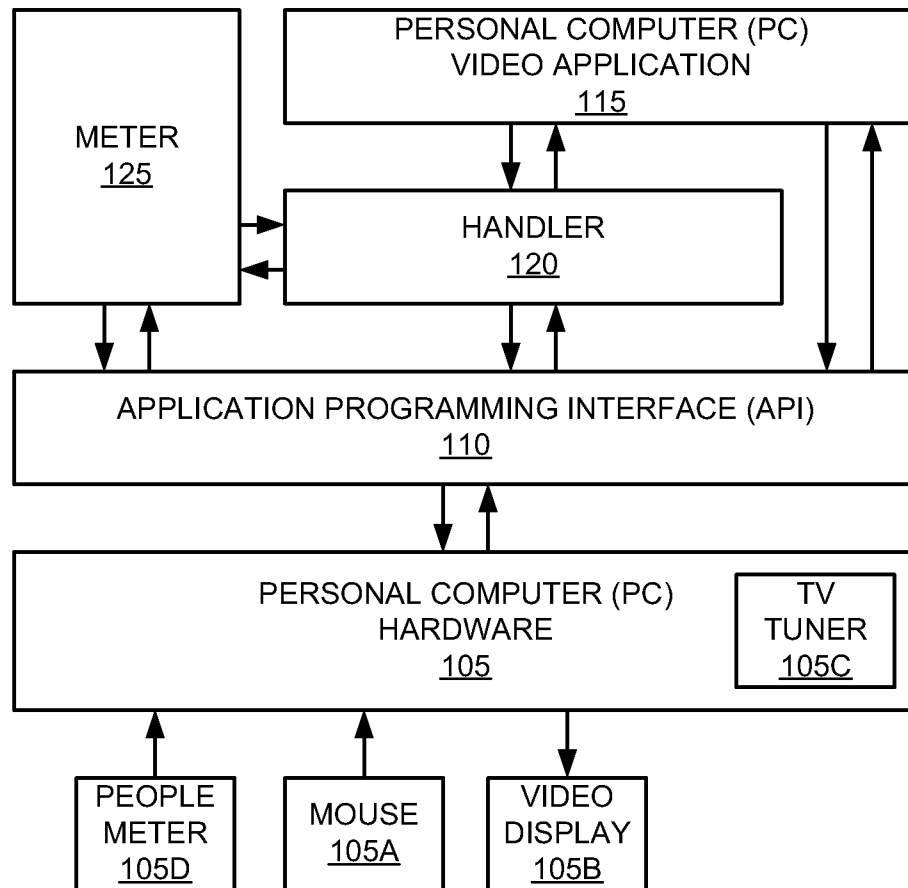 PERSONAL COMPUTER (PC)
VIDEO APPLICATION
115
METER
125
HANDLER
120
APPLICATION PROGRAMMING INTERFACE (API)
110
PERSONAL COMPUTER (PC)
HARDWARE
105
TV
TUNER
105C
PEOPLE
METER
105D
MOUSE
105A
VIDEO
DISPLAY
105B